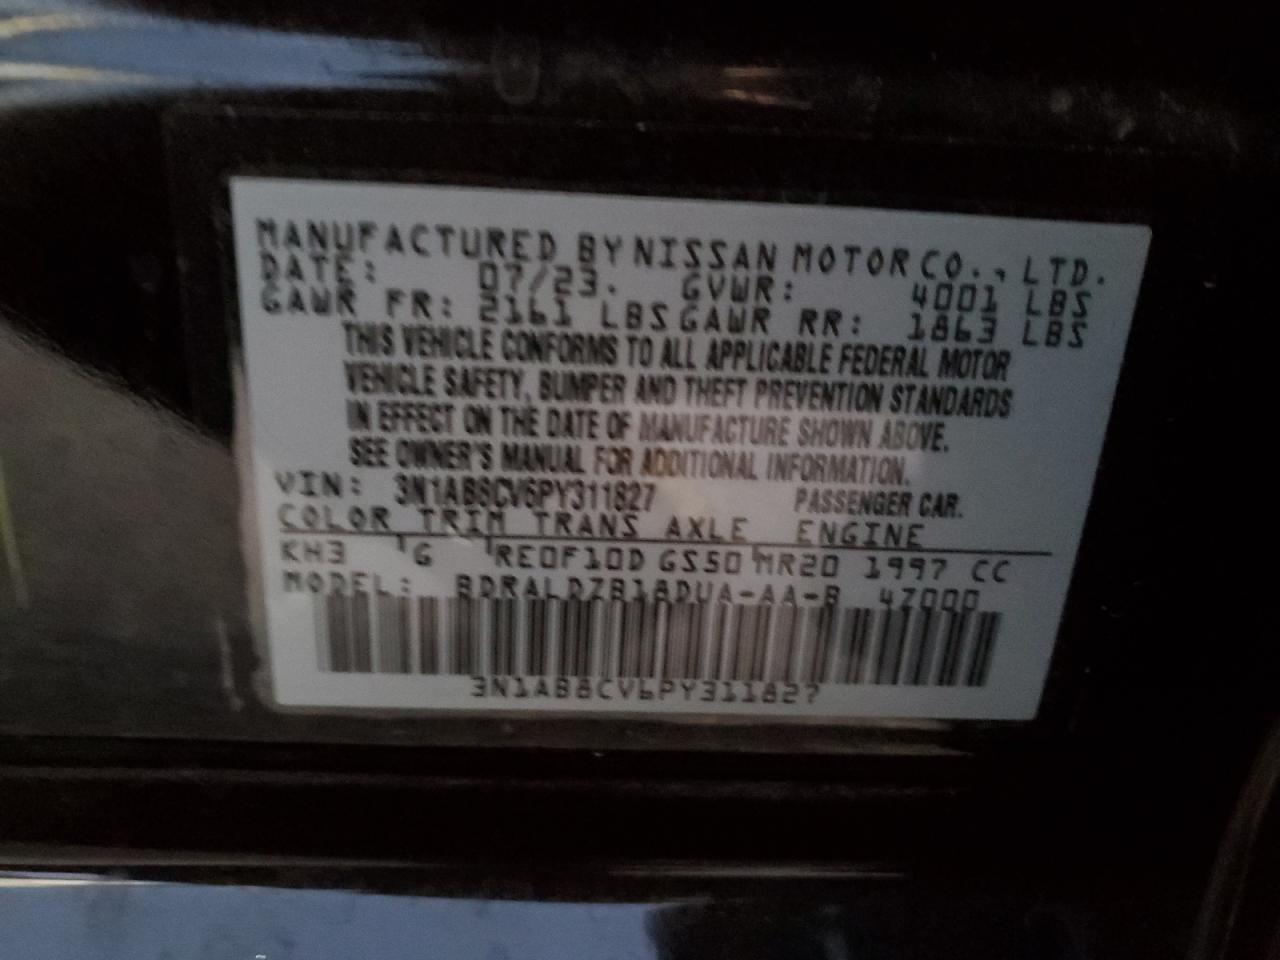 MANUFACTURED BY NISSAN MOTOR CO., LTD.
DATE: 07/23. GVWR: 4001 LBS
GAWR FR: 2161 LBS GAWR RR: 1863 LBS
THIS VEHICLE CONFORMS TO ALL APPLICABLE FEDERAL MOTOR
VEHICLE SAFETY, BUMPER AND THEFT PREVENTION STANDARDS
IN EFFECT ON THE DATE OF MANUFACTURE SHOWN ABOVE.
SEE OWNER'S MANUAL FOR ADDITIONAL INFORMATION.
VIN: 3N1AB8CV6PY311827 PASSENGER CAR.
COLOR TRIM TRANS AXLE ENGINE
KH3 G RE0F10D GS50 MR20 1997 CC
MODEL: BDRALDZB18DUA-AA-B 4Z000
3N1AB8CV6PY311827